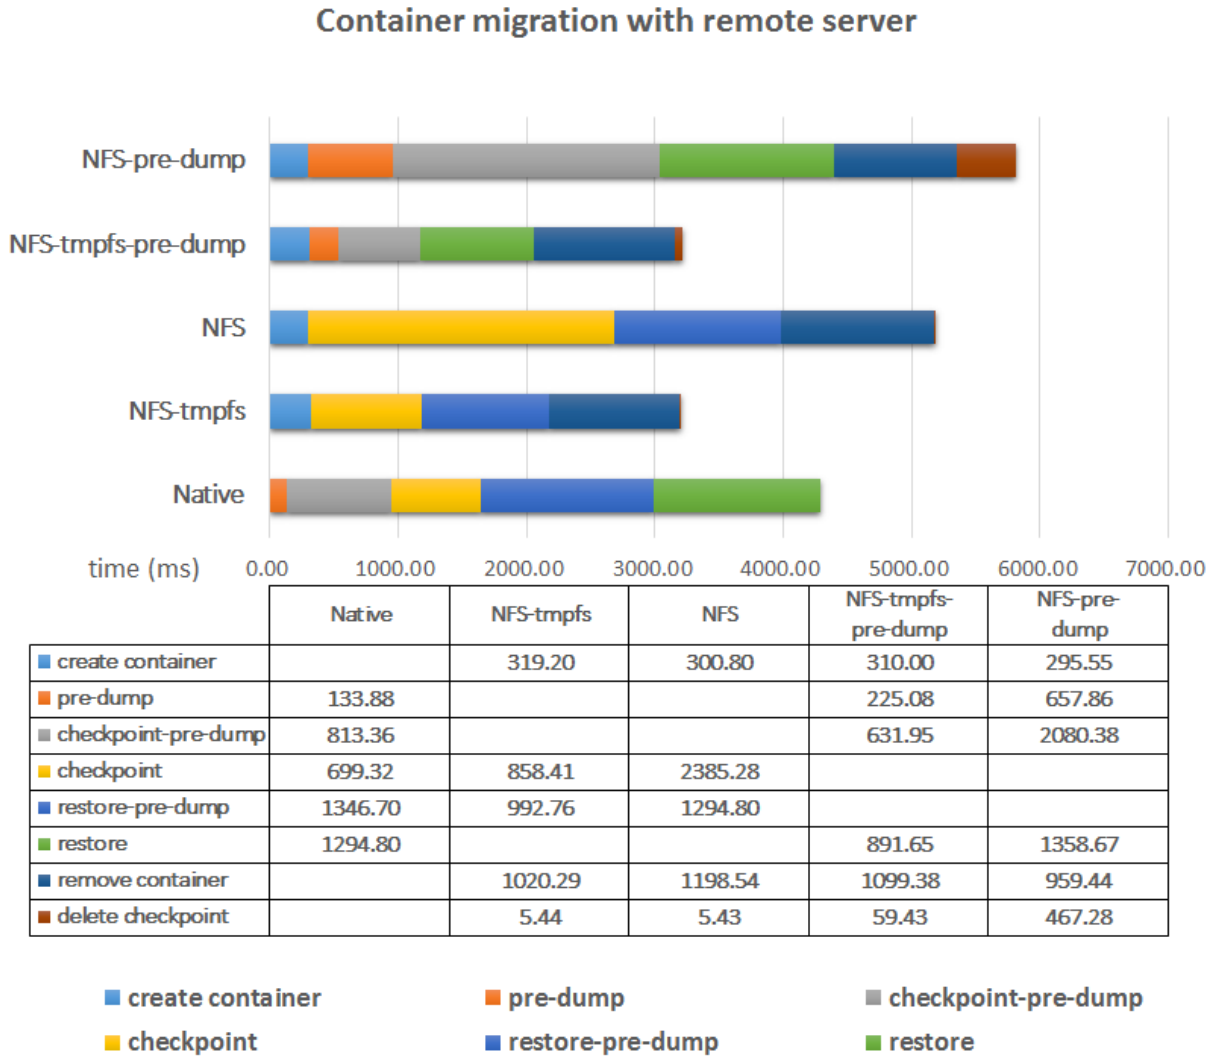 Container migration with remote server
NFS-pre-dump
NFS-tmpfs-pre-dump
NFS
NFS-tmpfs
Native
time (ms) 0.00 1000.00 2000.00 3000.00 4000.00 5000.00 6000.00 7000.00
Native NFS-tmpfs NFS NFS-tmpfs- NFS-pre-
pre-dump dump
create container 319.20 300.80 310.00 295.55
pre-dump 133.88 225.08 657.86
checkpoint-pre-dump 813.36 631.95 2080.38
checkpoint 699.32 858.41 2385.28
restore-pre-dump 1346.70 992.76 1294.80
restore 1294.80 891.65 1358.67
remove container 1020.29 1198.54 1099.38 959.44
delete checkpoint 5.44 5.43 59.43 467.28
create container pre-dump checkpoint-pre-dump
checkpoint restore-pre-dump restore